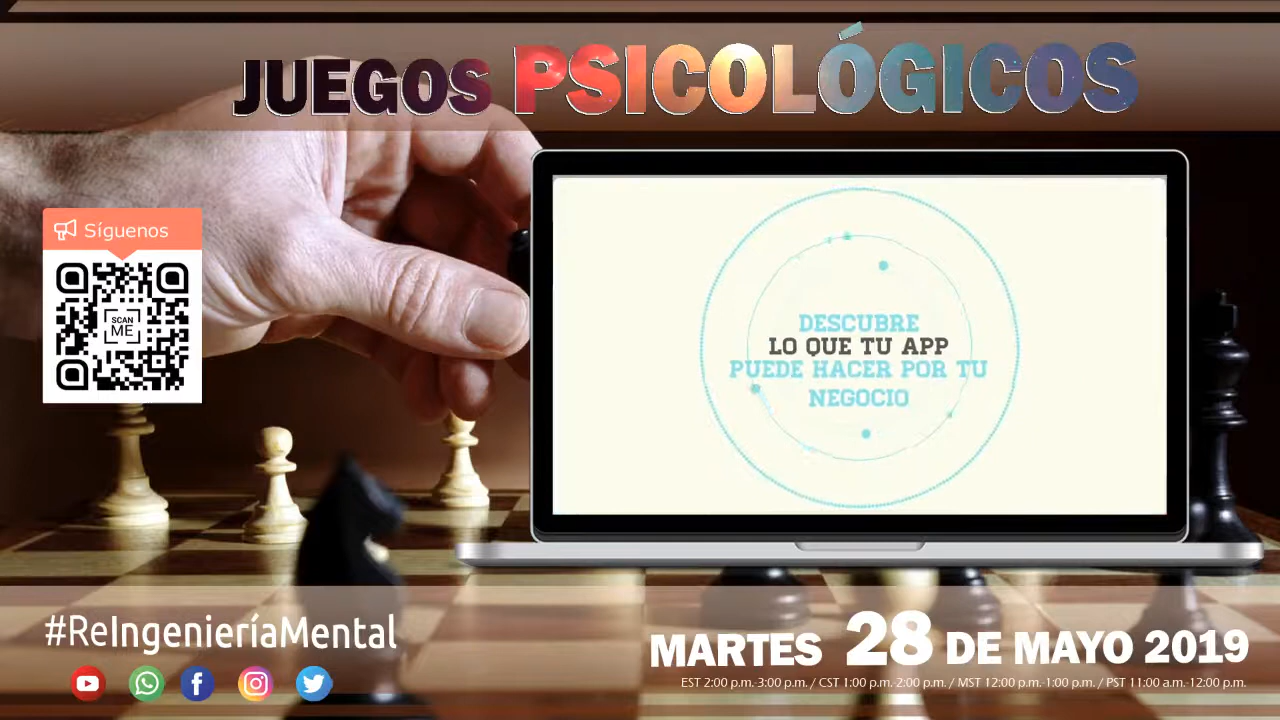 JUEGOS PSICOLÓGICOS
Síguenos
SCAN
ME
DESCUBRE
LO QUE TU APP
PUEDE HACER POR TU
NEGOCIO
#ReIngenieríaMental
MARTES 28 DE MAYO 2019
EST 2:00 p.m.-3:00 p.m. / CST 1:00 p.m.-2:00 p.m. / MST 12:00 p.m.-1:00 p.m. / PST 11:00 a.m.-12:00 p.m.